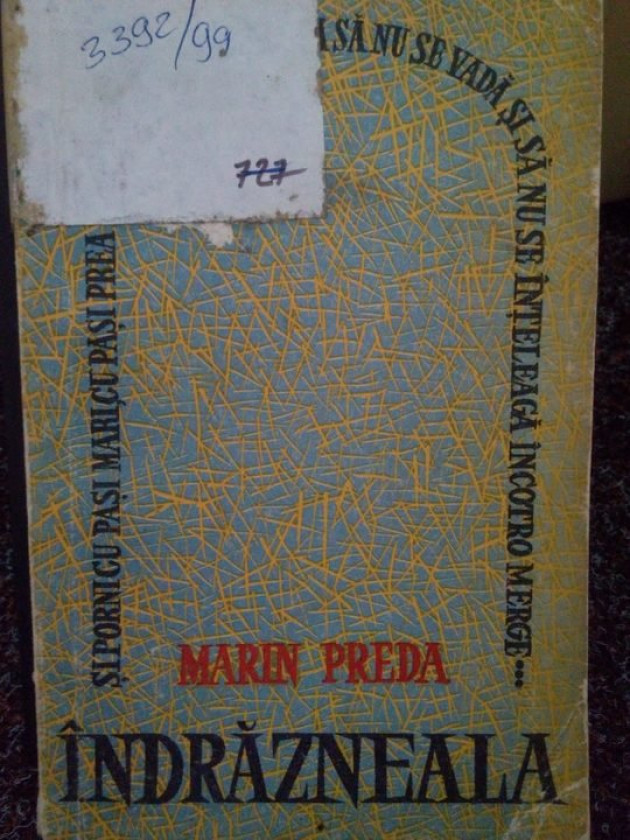 3392/99
727
ȘI PORNI CU PAȘI MARI, CU PAȘI PREA
SĂ NU SE VADĂ ȘI SĂ NU SE ÎNȚELEAGĂ ÎNCOTRO MERGE...
MARIN PREDA
ÎNDRĂZNEALA